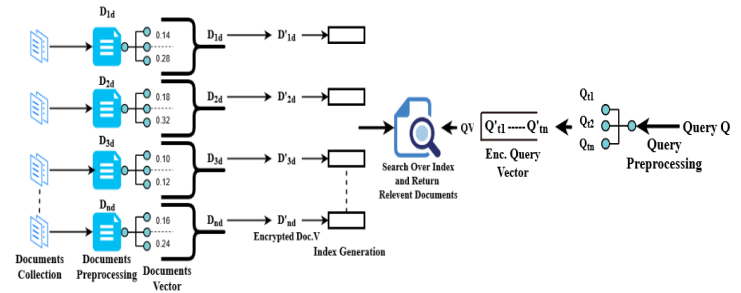 D1d
0.14
0.28
D1d
D'1d
D2d
0.18
0.32
D2d
D'2d
D3d
0.10
0.12
D3d
D'3d
Dnd
0.16
0.24
Dnd
D'nd
Encrypted Doc.V
Documents
Collection
Documents
Preprocessing
Documents
Vector
Index Generation
Search Over Index
and Return
Relevent Documents
QV
Q't1 ----- Q'tn
Enc. Query
Vector
Qt1
Qt2
Qtn
Query Q
Query
Preprocessing